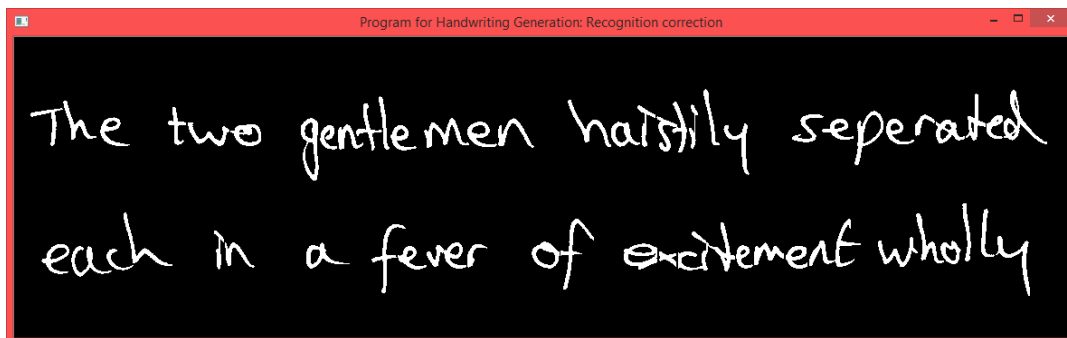 Program for Handwriting Generation: Recognition correction
The two gentlemen haistily seperated
each in a fever of excitement wholly